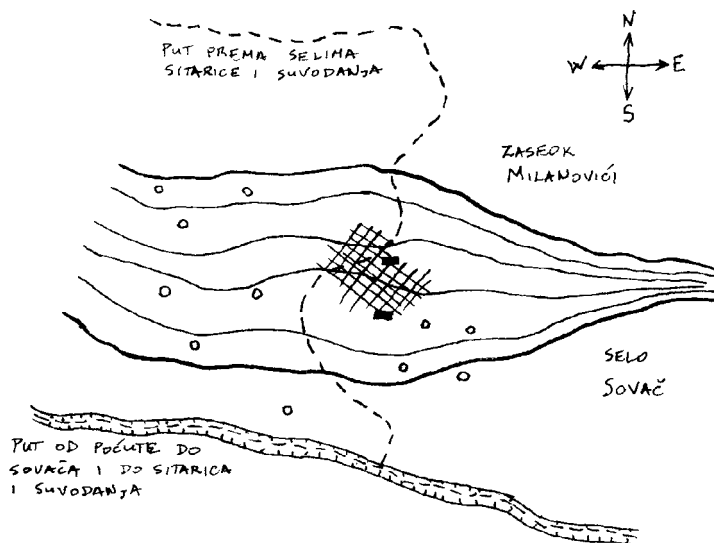 PUT PREMA SELIMA
SITARICE I SUVODANJA
N
W E
S
ZASEOK
MILANOVIĆI
SELO
SOVAČ
PUT OD POĆUTE DO
SOVAČA I DO SITARICA
I SUVODANJA